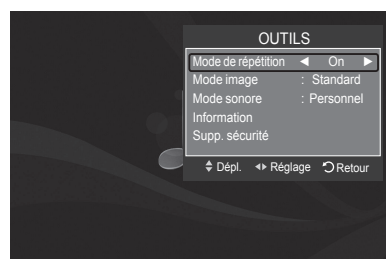 OUTILS
Mode de répétition ◄ On ►
Mode image : Standard
Mode sonore : Personnel
Information
Supp. sécurité
Dépl. Réglage Retour